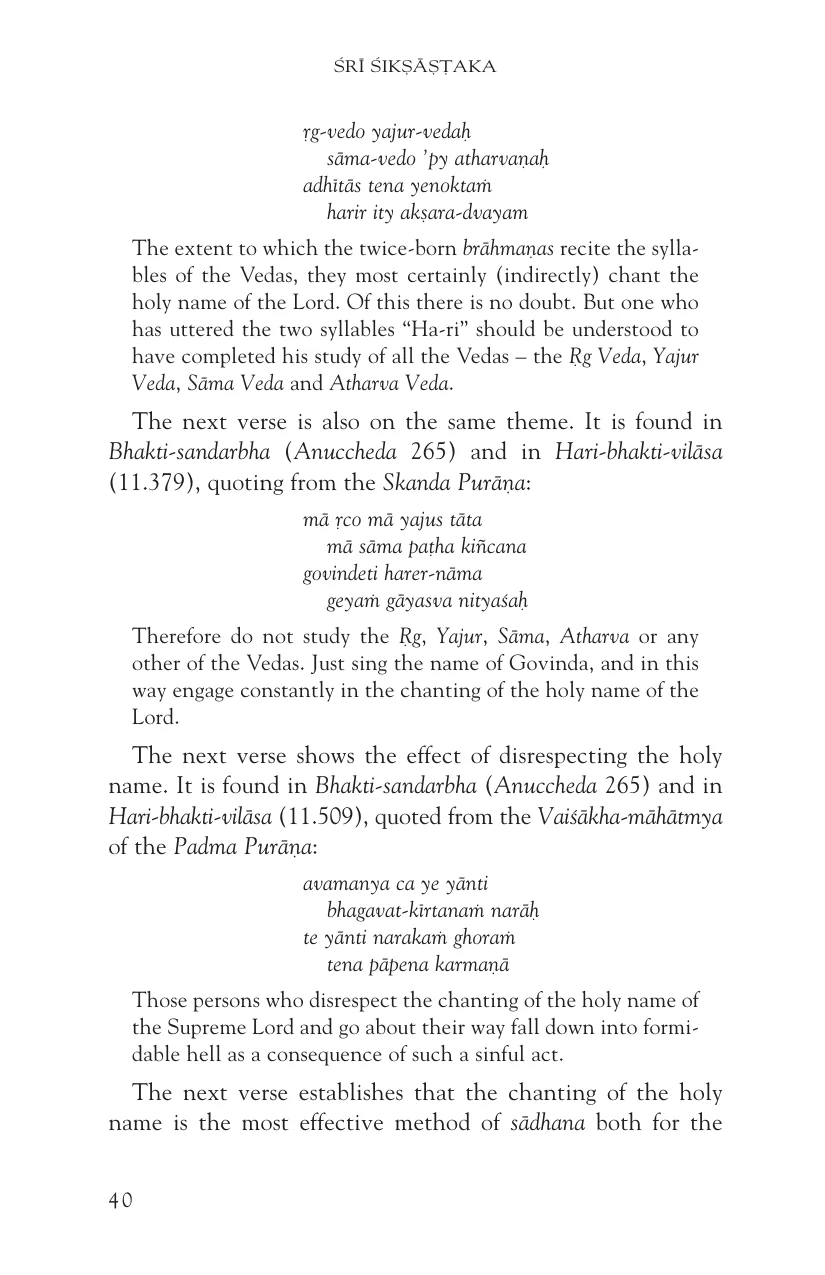 ŚRĪ ŚIKṢĀṢṬAKA
ṛg-vedo yajur-vedaḥ
sāma-vedo ’py atharvaṇaḥ
adhītās tena yenoktaṁ
harir ity akṣara-dvayam
The extent to which the twice-born brāhmaṇas recite the sylla-
bles of the Vedas, they most certainly (indirectly) chant the
holy name of the Lord. Of this there is no doubt. But one who
has uttered the two syllables “Ha-ri” should be understood to
have completed his study of all the Vedas – the Ṛg Veda, Yajur
Veda, Sāma Veda and Atharva Veda.
The next verse is also on the same theme. It is found in
Bhakti-sandarbha (Anuccheda 265) and in Hari-bhakti-vilāsa
(11.379), quoting from the Skanda Purāṇa:
mā ṛco mā yajus tāta
mā sāma paṭha kiñcana
govindeti harer-nāma
geyaṁ gāyasva nityaśaḥ
Therefore do not study the Ṛg, Yajur, Sāma, Atharva or any
other of the Vedas. Just sing the name of Govinda, and in this
way engage constantly in the chanting of the holy name of the
Lord.
The next verse shows the effect of disrespecting the holy
name. It is found in Bhakti-sandarbha (Anuccheda 265) and in
Hari-bhakti-vilāsa (11.509), quoted from the Vaiśākha-māhātmya
of the Padma Purāṇa:
avamanya ca ye yānti
bhagavat-kīrtanaṁ narāḥ
te yānti narakaṁ ghoraṁ
tena pāpena karmaṇā
Those persons who disrespect the chanting of the holy name of
the Supreme Lord and go about their way fall down into formi-
dable hell as a consequence of such a sinful act.
The next verse establishes that the chanting of the holy
name is the most effective method of sādhana both for the
40